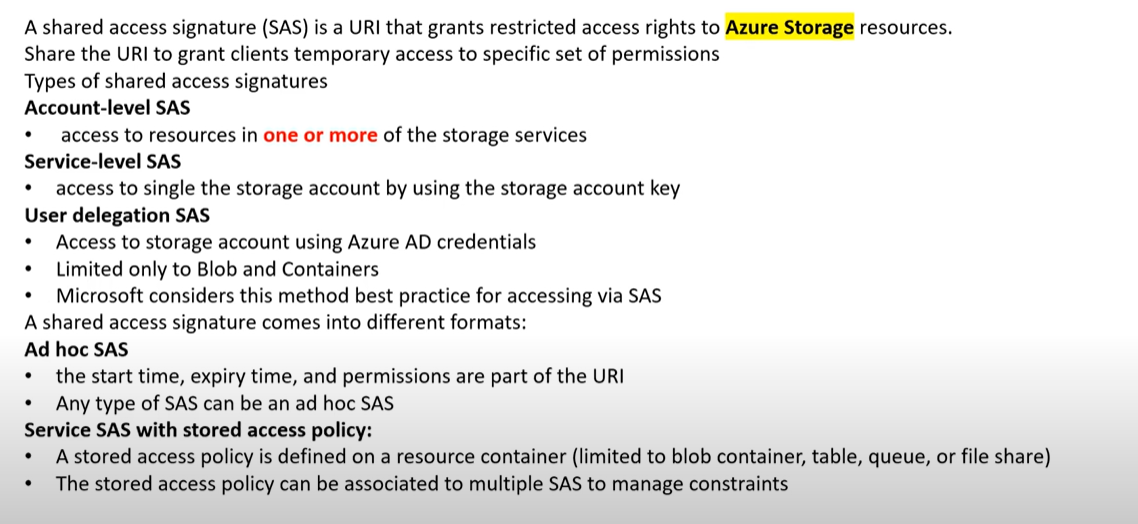 A shared access signature (SAS) is a URI that grants restricted access rights to Azure Storage resources.
Share the URI to grant clients temporary access to specific set of permissions
Types of shared access signatures
Account-level SAS
• access to resources in one or more of the storage services
Service-level SAS
• access to single the storage account by using the storage account key
User delegation SAS
• Access to storage account using Azure AD credentials
• Limited only to Blob and Containers
• Microsoft considers this method best practice for accessing via SAS
A shared access signature comes into different formats:
Ad hoc SAS
• the start time, expiry time, and permissions are part of the URI
• Any type of SAS can be an ad hoc SAS
Service SAS with stored access policy:
• A stored access policy is defined on a resource container (limited to blob container, table, queue, or file share)
• The stored access policy can be associated to multiple SAS to manage constraints